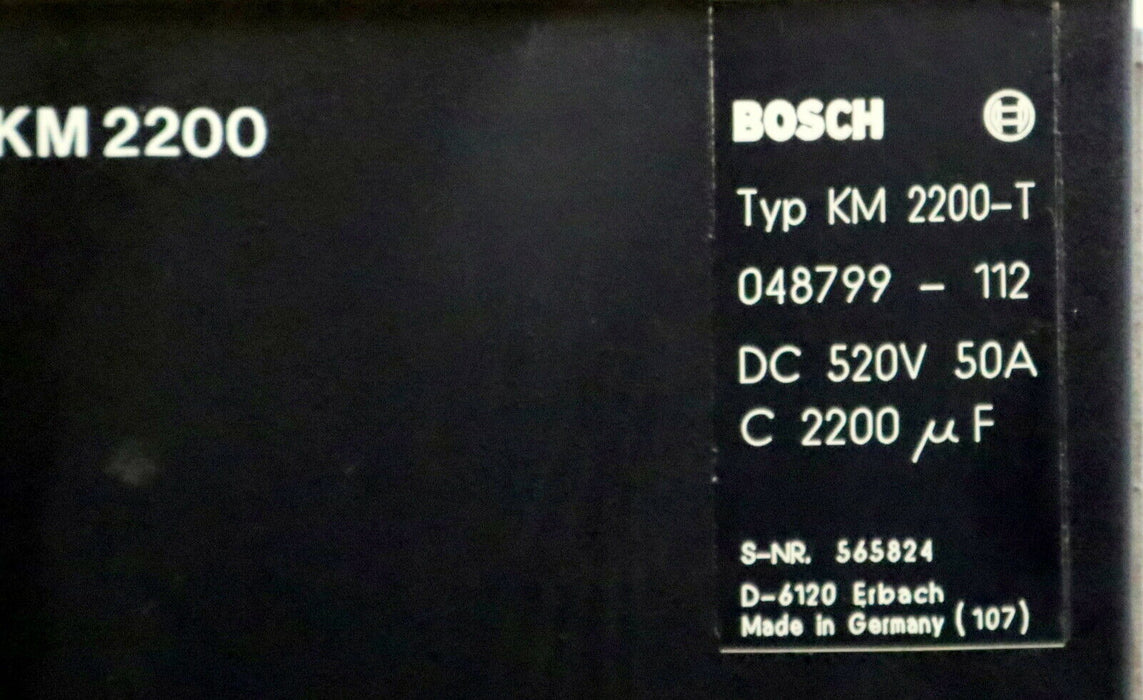 KM 2200
BOSCH
Typ KM 2200-T
048799 - 112
DC 520V 50A
C 2200 µF
S-NR. 565824
D-6120 Erbach
Made in Germany (107)